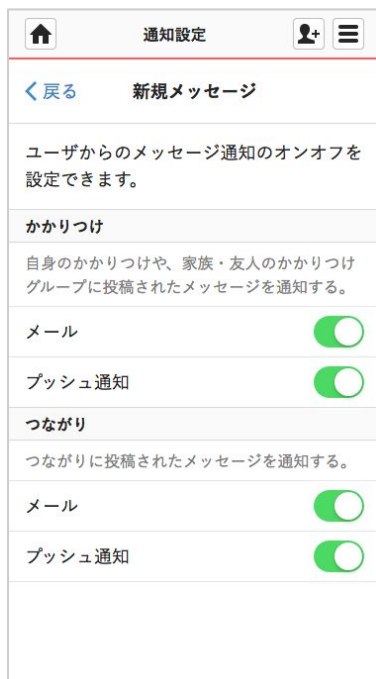 通知設定
戻る 新規メッセージ
ユーザからのメッセージ通知のオンオフを
設定できます。
かかりつけ
自身のかかりつけや、家族・友人のかかりつけ
グループに投稿されたメッセージを通知する。
メール
プッシュ通知
つながり
つながりに投稿されたメッセージを通知する。
メール
プッシュ通知